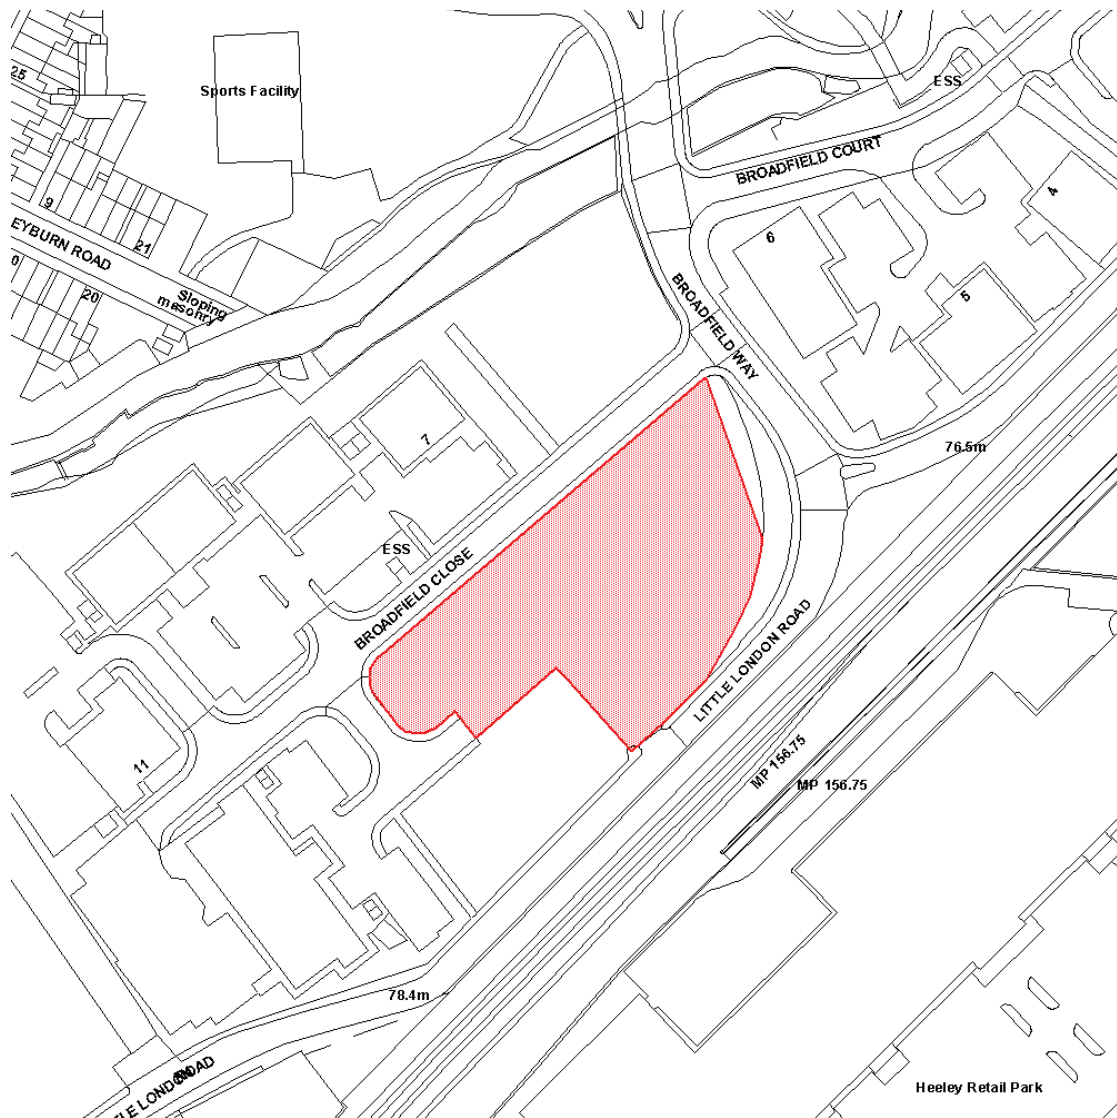 25
Sports Facility
ESS
BROADFIELD COURT
4
9
21
6
EYBURN ROAD
0
20
Sloping
masonry
BROADFIELD WAY
5
7
76.5m
ESS
BROADFIELD CLOSE
LITTLE LONDON ROAD
11
MP 156.75
MP 156.75
78.4m
TLE LONDON ROAD
Heeley Retail Park